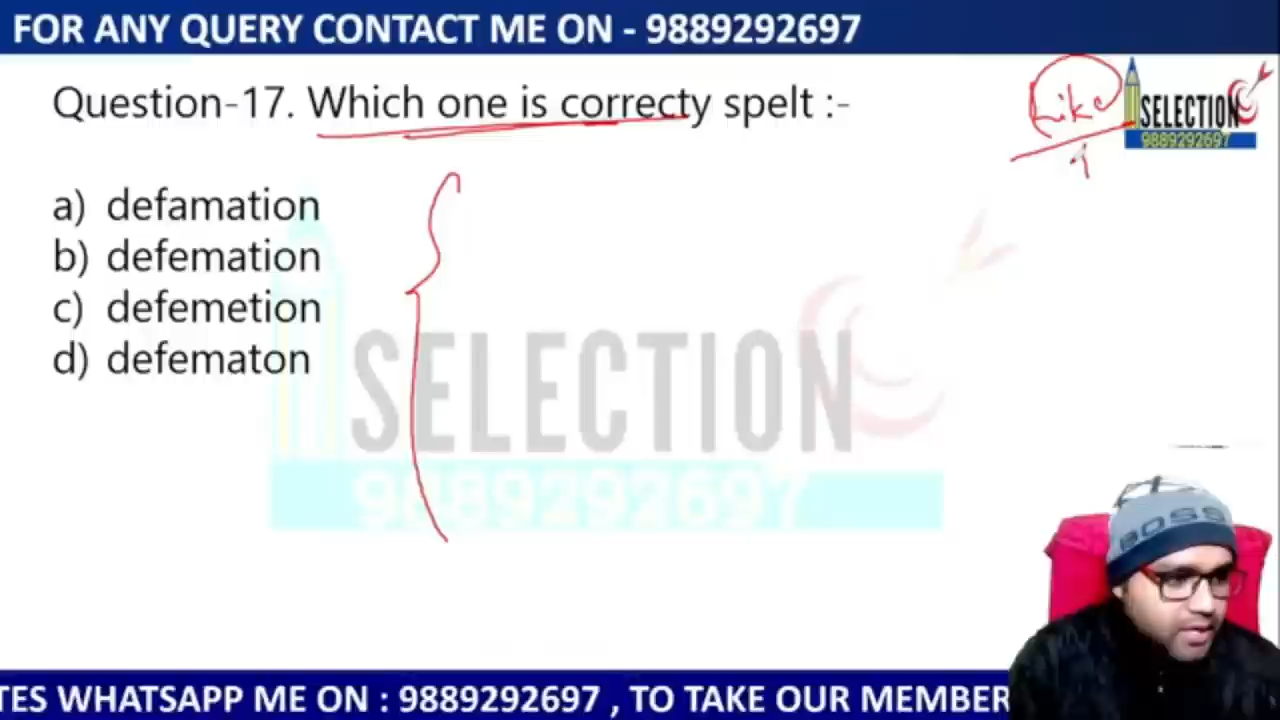 FOR ANY QUERY CONTACT ME ON - 9889292697
Question-17. Which one is correcty spelt :-
Like
SELECTION
9889292697
a) defamation
b) defemation
c) defemetion
d) defematon
SELECTION
9889292697
BOSS
TES WHATSAPP ME ON : 9889292697 , TO TAKE OUR MEMBER